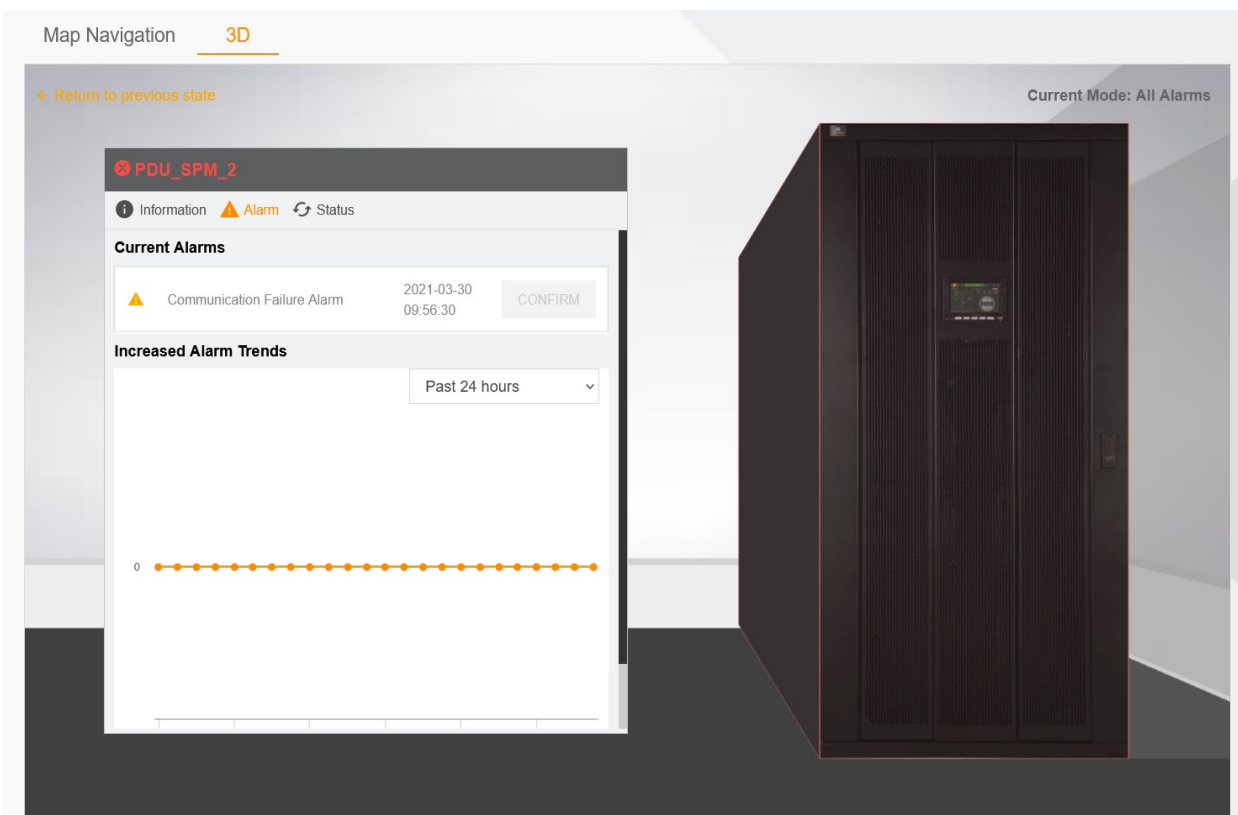 Map Navigation 3D
← Return to previous state
Current Mode: All Alarms
PDU_SPM_2
Information Alarm Status
Current Alarms
Communication Failure Alarm
2021-03-30
09:56:30
CONFIRM
Increased Alarm Trends
Past 24 hours
0